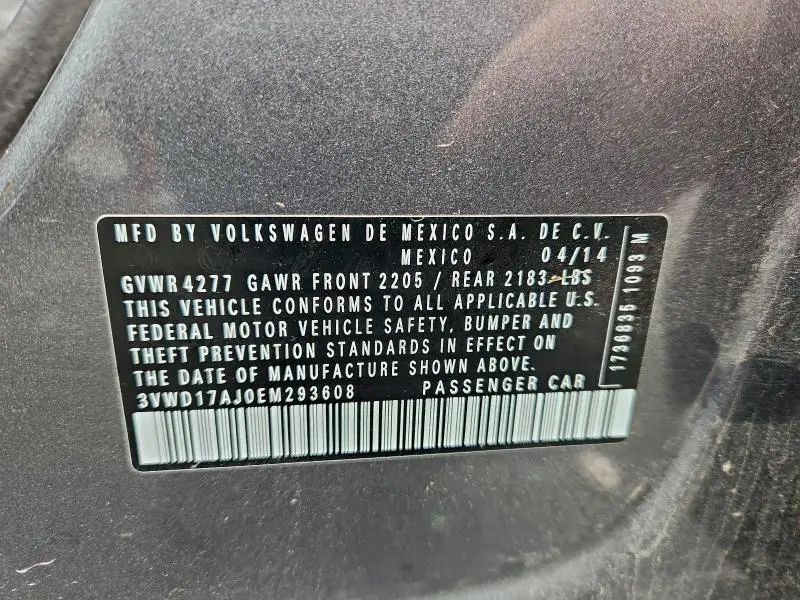 MFD BY VOLKSWAGEN DE MEXICO S.A. DE C.V.
MEXICO 04/14
GVWR 4277 GAWR FRONT 2205 / REAR 2183 LBS
THIS VEHICLE CONFORMS TO ALL APPLICABLE U.S.
FEDERAL MOTOR VEHICLE SAFETY, BUMPER AND
THEFT PREVENTION STANDARDS IN EFFECT ON
THE DATE OF MANUFACTURE SHOWN ABOVE.
3VWD17AJ0EM293608 PASSENGER CAR
1736835 1093 M